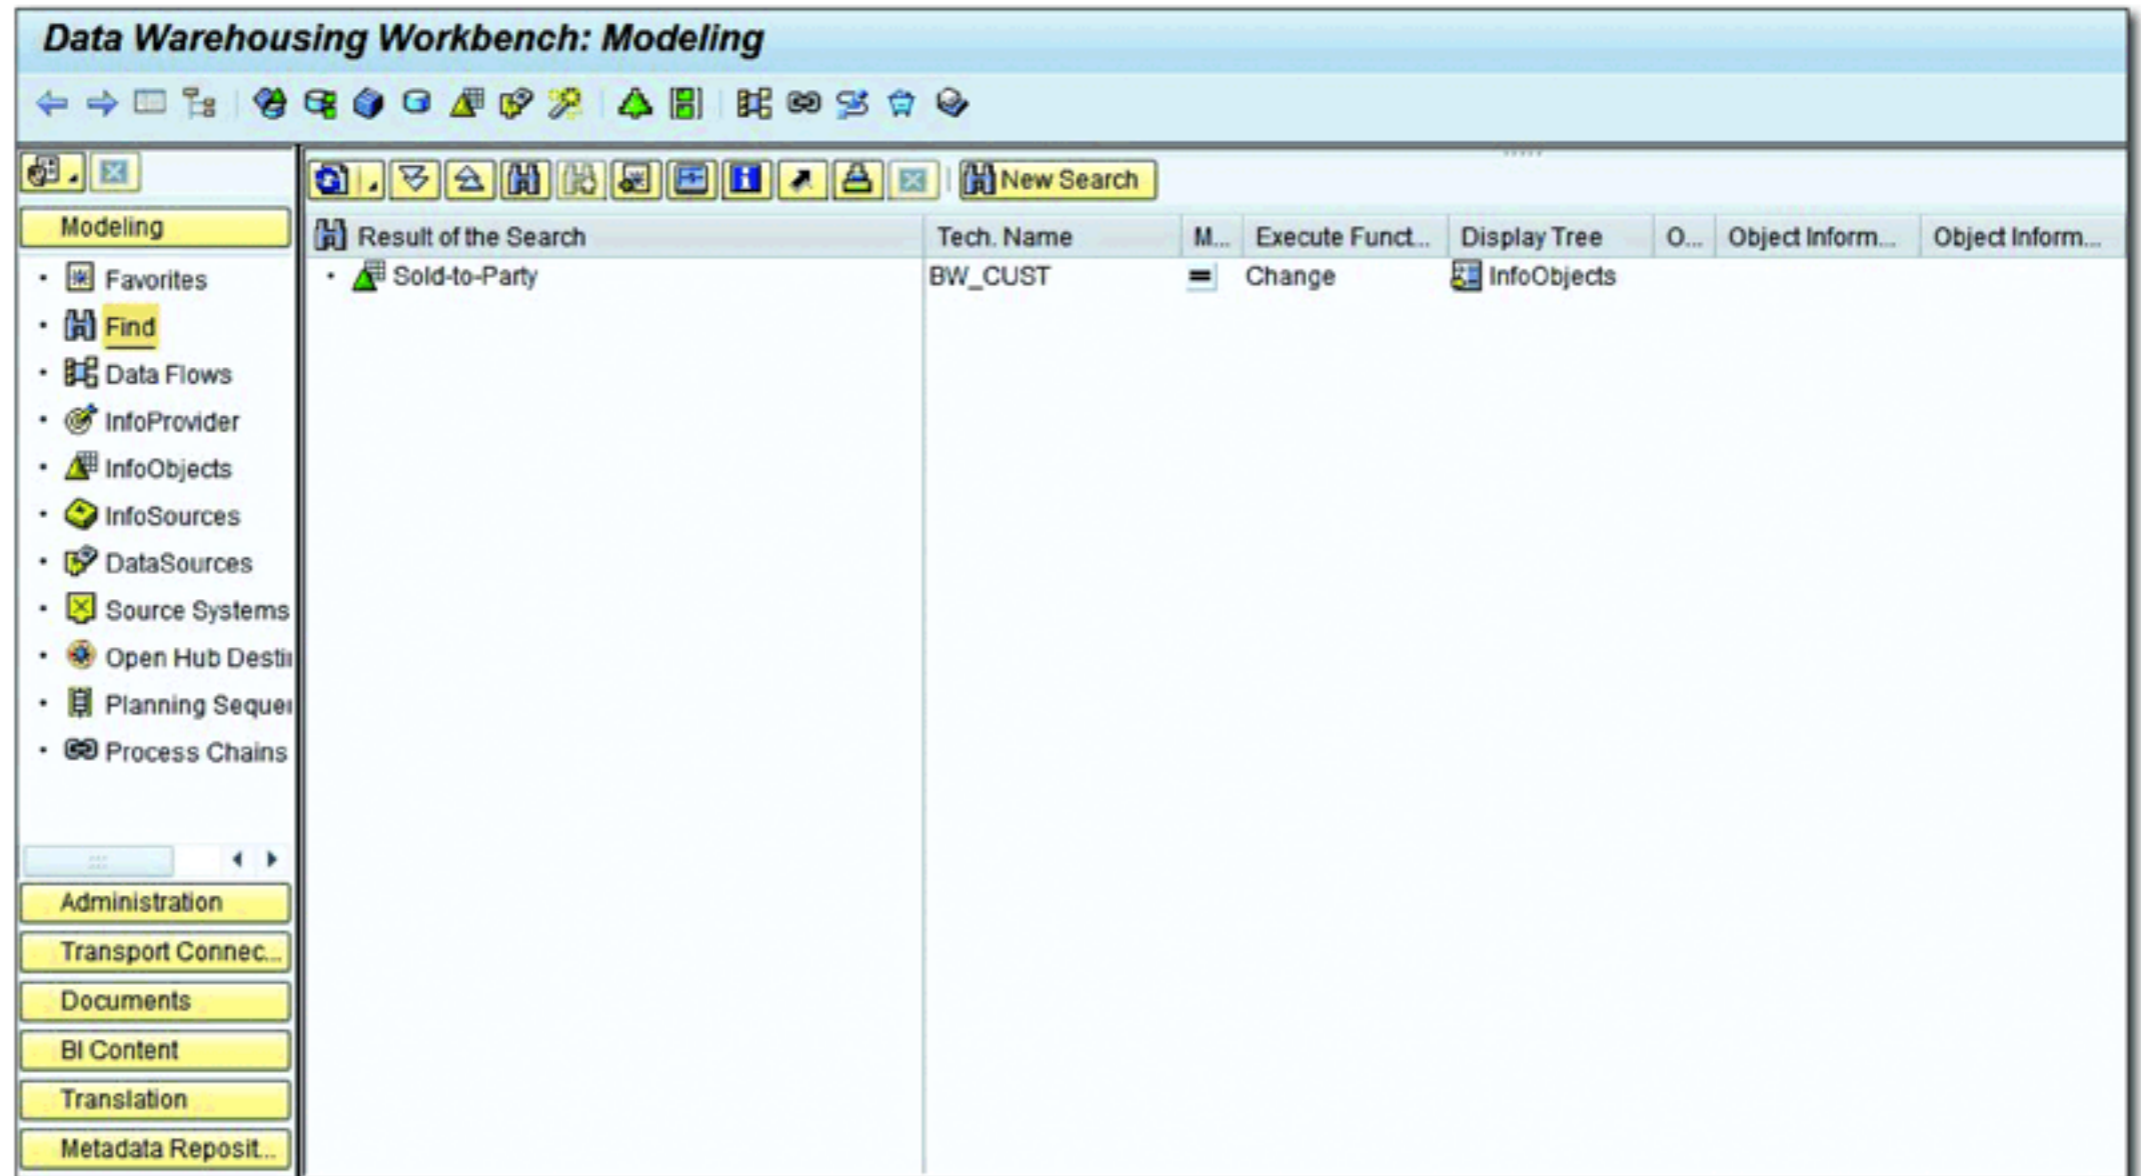 Data Warehousing Workbench: Modeling
New Search
Modeling
Favorites
Find
Data Flows
InfoProvider
InfoObjects
InfoSources
DataSources
Source Systems
Open Hub Desti
Planning Seque
Process Chains
Administration
Transport Connec...
Documents
BI Content
Translation
Metadata Reposit...
Result of the Search Tech. Name M... Execute Funct... Display Tree O... Object Inform... Object Inform...
Sold-to-Party BW_CUST = Change InfoObjects